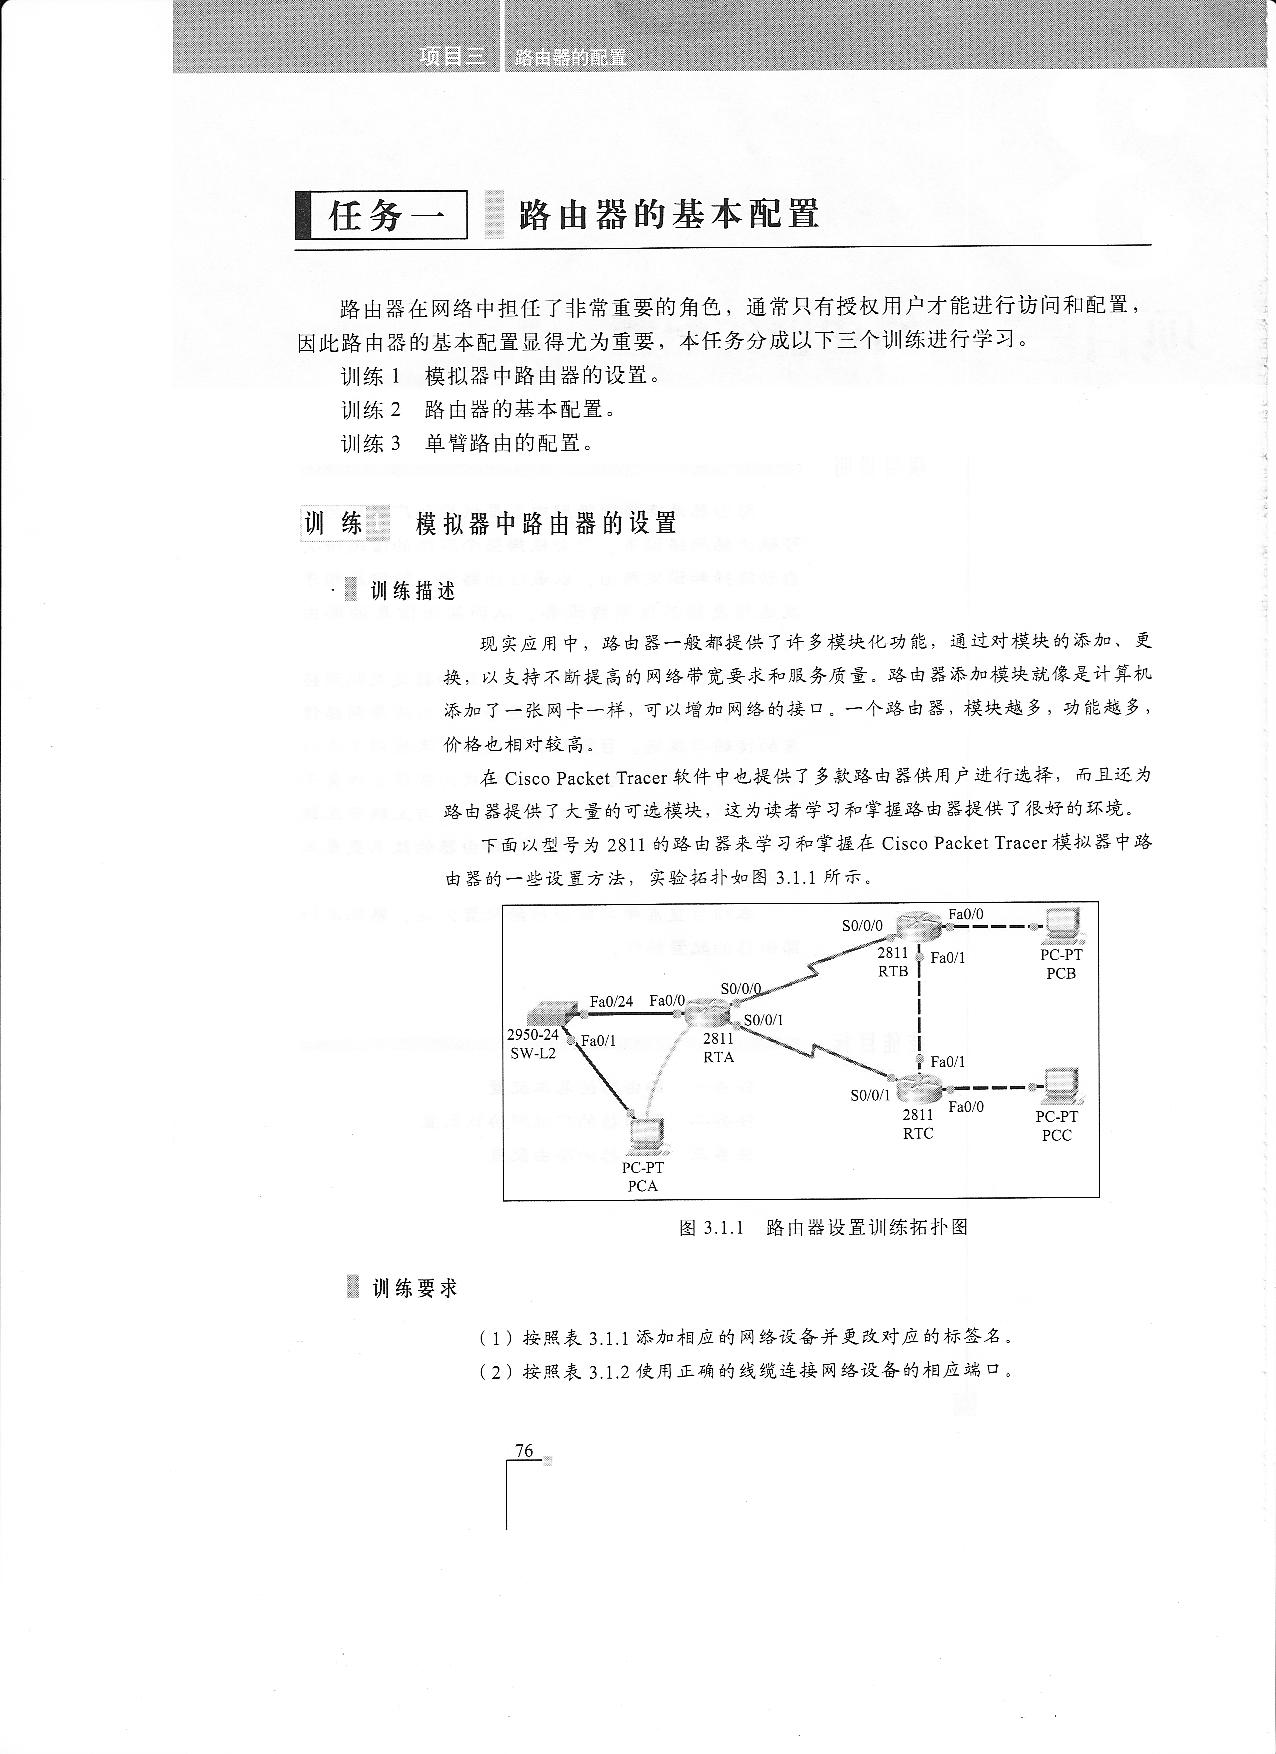 项目三 路由器的配置
任务一 路由器的基本配置
路由器在网络中担任了非常重要的角色，通常只有授权用户才能进行访问和配置，
因此路由器的基本配置显得尤为重要，本任务分成以下三个训练进行学习。
训练 1 模拟器中路由器的设置。
训练 2 路由器的基本配置。
训练 3 单臂路由的配置。
训 练 模拟器中路由器的设置
训练描述
现实应用中，路由器一般都提供了许多模块化功能，通过对模块的添加、更
换，以支持不断提高的网络带宽要求和服务质量。路由器添加模块就像是计算机
添加了一张网卡一样，可以增加网络的接口。一个路由器，模块越多，功能越多，
价格也相对较高。
在 Cisco Packet Tracer 软件中也提供了多款路由器供用户进行选择，而且还为
路由器提供了大量的可选模块，这为读者学习和掌握路由器提供了很好的环境。
下面以型号为 2811 的路由器来学习和掌握在 Cisco Packet Tracer 模拟器中路
由器的一些设置方法，实验拓扑如图 3.1.1 所示。
S0/0/0 Fa0/0
2811 Fa0/1 PC-PT
RTB PCB
S0/0/0
Fa0/24 Fa0/0
S0/0/1
2950-24 Fa0/1 2811
SW-L2 RTA
Fa0/1
S0/0/1 Fa0/0
2811 PC-PT
RTC PCC
PC-PT
PCA
图 3.1.1 路由器设置训练拓扑图
训练要求
（1）按照表 3.1.1 添加相应的网络设备并更改对应的标签名。
（2）按照表 3.1.2 使用正确的线缆连接网络设备的相应端口。
76